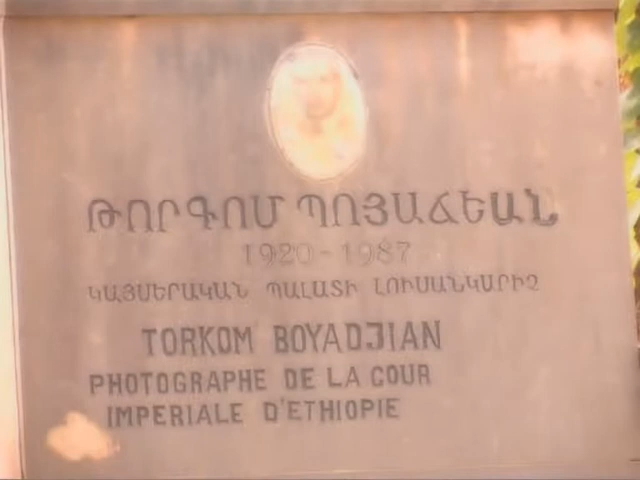 ԹՈՐԳՈՄ ՊՈՅԱՃԵԱՆ
1920-1987
ԿԱՅՍԵՐԱԿԱՆ ՊԱԼԱՏԻ ԼՈՒՍԱՆԿԱՐԻՉ
TORKOM BOYADJIAN
PHOTOGRAPHE DE LA COUR
IMPERIALE D'ETHIOPIE